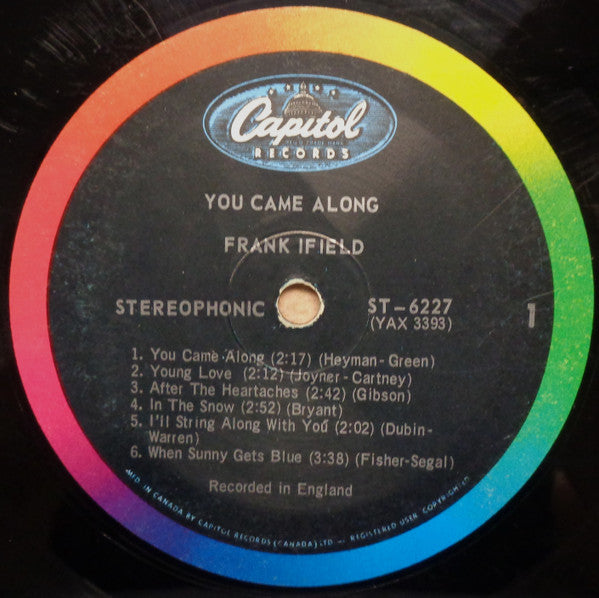 Capitol
RECORDS
YOU CAME ALONG
FRANK IFIELD
STEREOPHONIC
ST-6227
(YAX 3393)
1
1. You Came Along (2:17) (Heyman-Green)
2. Young Love (2:12) (Joyner-Cartney)
3. After The Heartaches (2:42) (Gibson)
4. In The Snow (2:52) (Bryant)
5. I'll String Along With You (2:02) (Dubin-
Warren)
6. When Sunny Gets Blue (3:38) (Fisher-Segal)
Recorded in England
MFD. IN CANADA BY CAPITOL RECORDS (CANADA) LTD. REGISTERED USER. COPYRIGHTED